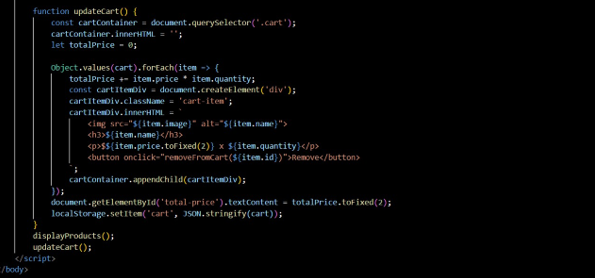 function updateCart() {
const cartContainer = document.querySelector('.cart');
cartContainer.innerHTML = '';
let totalPrice = 0;
Object.values(cart).forEach(item => {
totalPrice += item.price * item.quantity;
const cartItemDiv = document.createElement('div');
cartItemDiv.className = 'cart-item';
cartItemDiv.innerHTML = `
<img src="${item.image}" alt="${item.name}">
<h3>${item.name}</h3>
<p>$${item.price.toFixed(2)} x ${item.quantity}</p>
<button onclick="removeFromCart(${item.id})">Remove</button>
`;
cartContainer.appendChild(cartItemDiv);
});
document.getElementById('total-price').textContent = totalPrice.toFixed(2);
localStorage.setItem('cart', JSON.stringify(cart));
}
displayProducts();
updateCart();
</script>
/body>